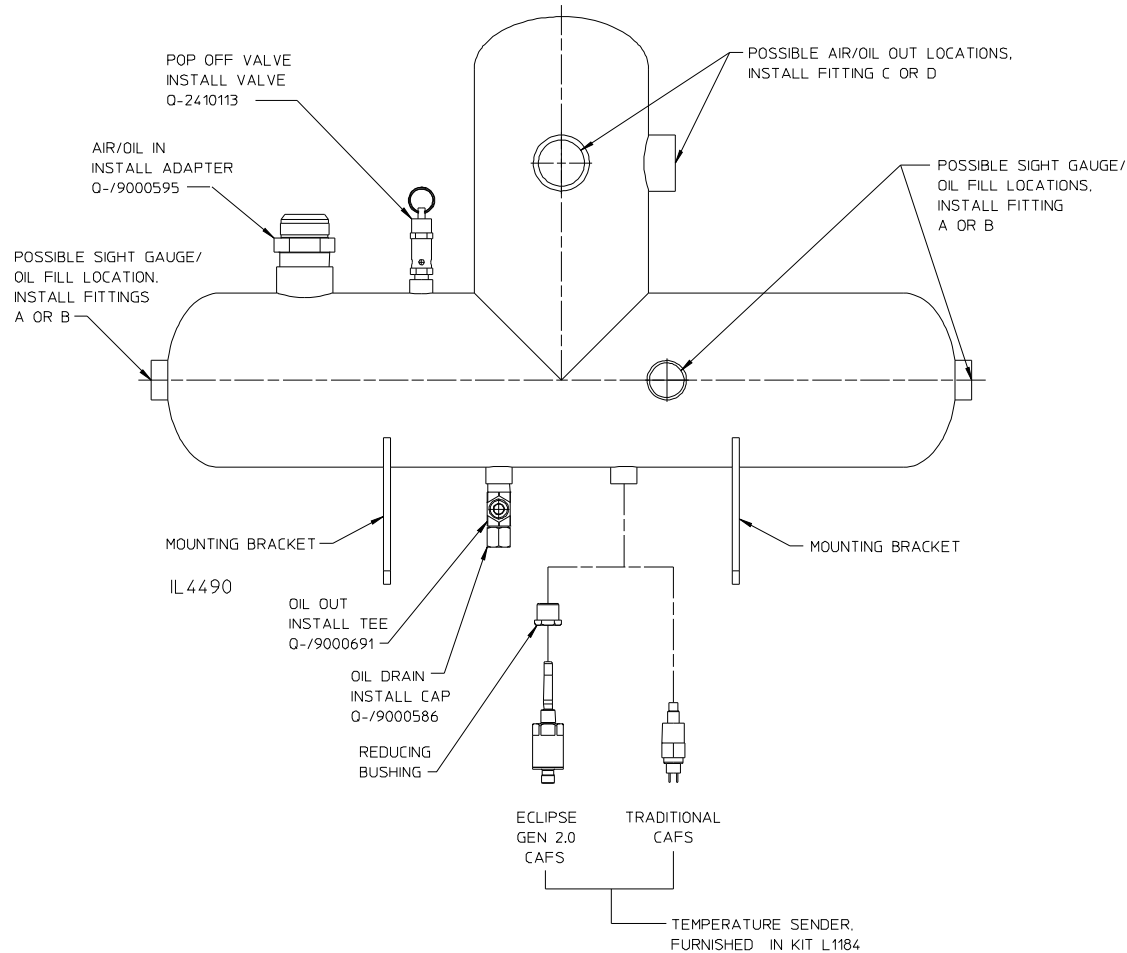 POP OFF VALVE
INSTALL VALVE
Q-2410113
POSSIBLE AIR/OIL OUT LOCATIONS,
INSTALL FITTING C OR D
AIR/OIL IN
INSTALL ADAPTER
Q-/9000595
POSSIBLE SIGHT GAUGE/
OIL FILL LOCATIONS,
INSTALL FITTING
A OR B
POSSIBLE SIGHT GAUGE/
OIL FILL LOCATION.
INSTALL FITTINGS
A OR B
MOUNTING BRACKET
MOUNTING BRACKET
IL4490
OIL OUT
INSTALL TEE
Q-/9000691
OIL DRAIN
INSTALL CAP
Q-/9000586
REDUCING
BUSHING
ECLIPSE
GEN 2.0
CAFS
TRADITIONAL
CAFS
TEMPERATURE SENDER,
FURNISHED IN KIT L1184